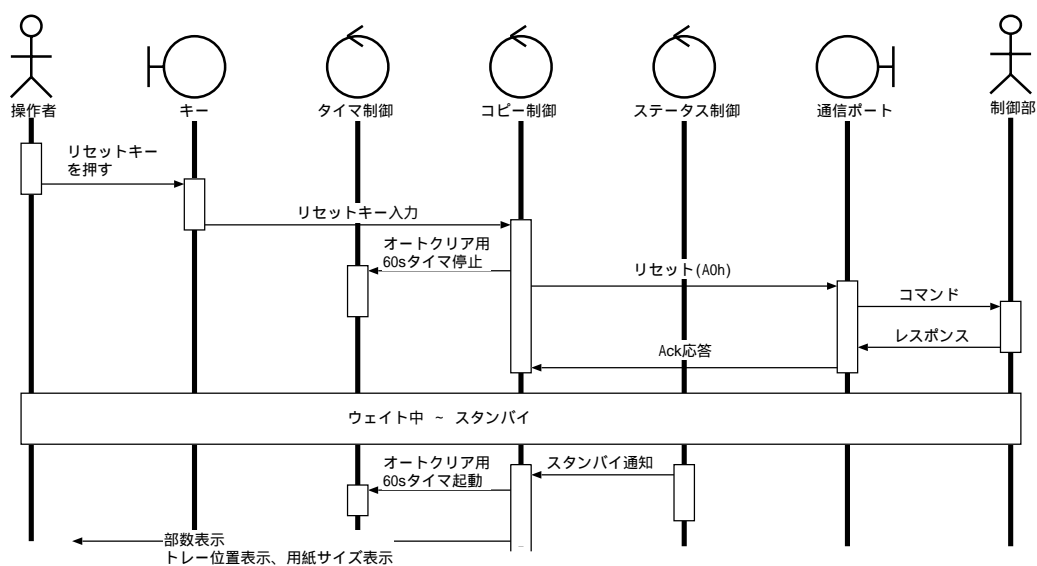 操作者
キー
タイマ制御
コピー制御
ステータス制御
通信ポート
制御部
リセットキー
を押す
リセットキー入力
オートクリア用
60sタイマ停止
リセット(A0h)
コマンド
レスポンス
Ack応答
ウェイト中 ~ スタンバイ
オートクリア用
60sタイマ起動
スタンバイ通知
部数表示
トレー位置表示、用紙サイズ表示